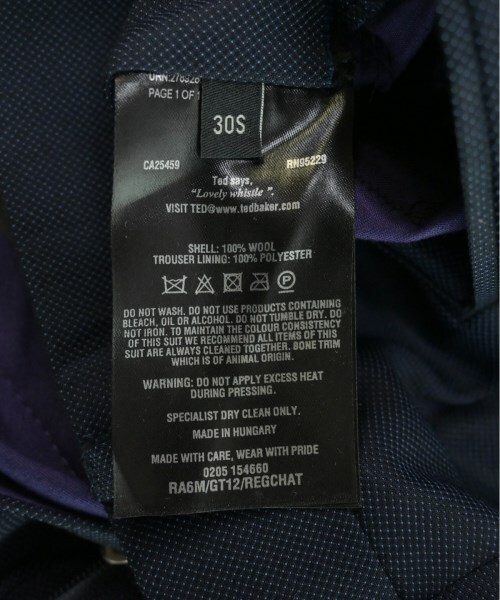 URN:278928
PAGE 1 OF 1
30S
CA25459 RN95229
Ted says,
"Lovely whistle".
VISIT TED@www.tedbaker.com
SHELL: 100% WOOL
TROUSER LINING: 100% POLYESTER
P
DO NOT WASH. DO NOT USE PRODUCTS CONTAINING
BLEACH, OIL OR ALCOHOL. DO NOT TUMBLE DRY. DO
NOT IRON. TO MAINTAIN THE COLOUR CONSISTENCY
OF THIS SUIT WE RECOMMEND ALL ITEMS OF THIS
SUIT ARE ALWAYS CLEANED TOGETHER. BONE TRIM
WHICH IS OF ANIMAL ORIGIN.
WARNING: DO NOT APPLY EXCESS HEAT
DURING PRESSING.
SPECIALIST DRY CLEAN ONLY.
MADE IN HUNGARY
MADE WITH CARE, WEAR WITH PRIDE
0205 154660
RA6M/GT12/REGCHAT